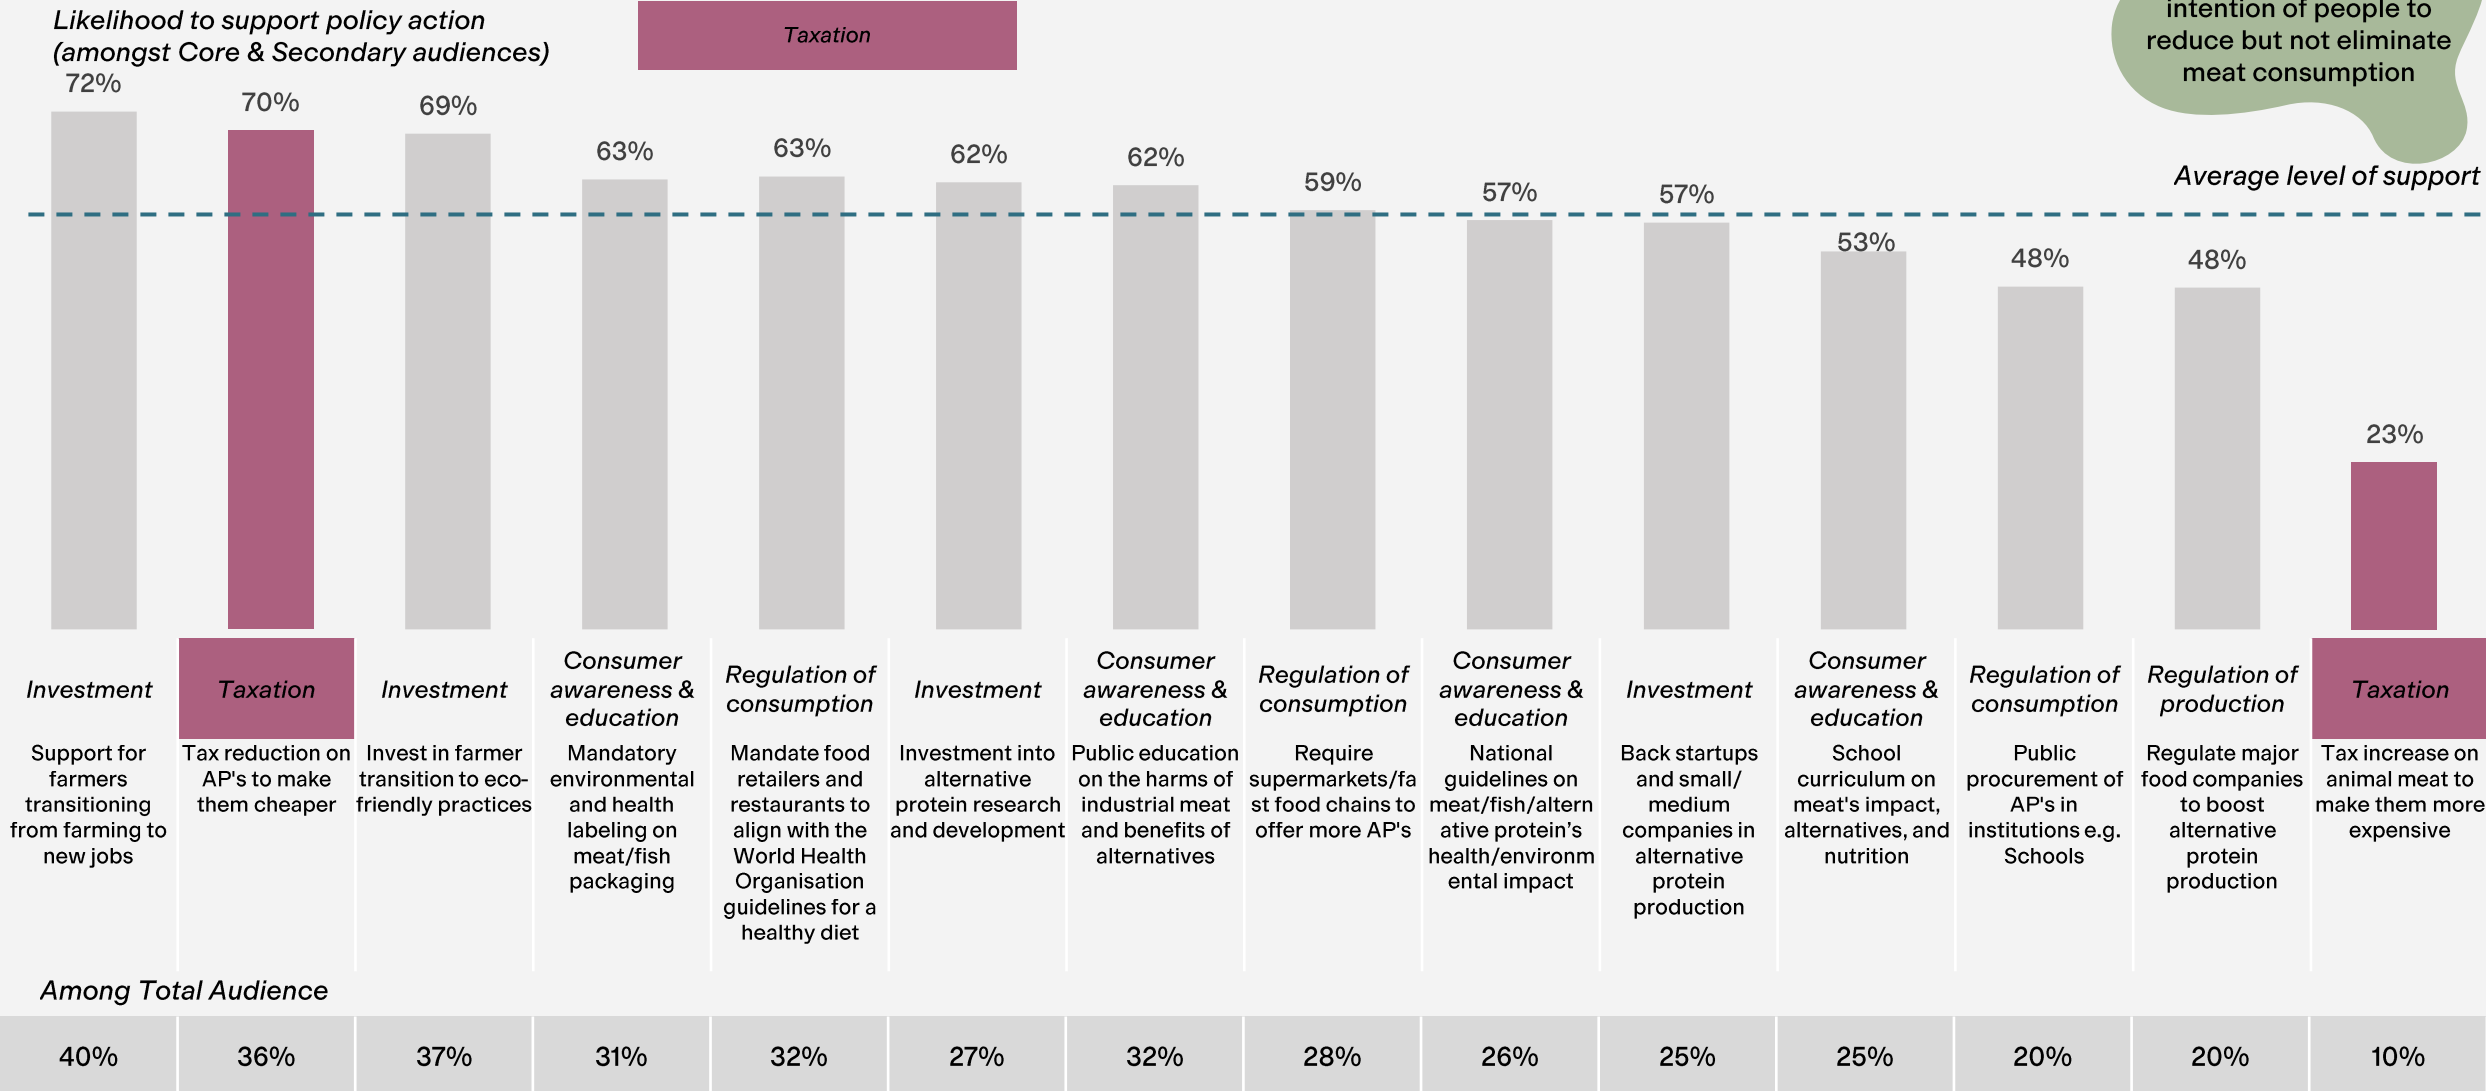 Likelihood to support policy action
(amongst Core & Secondary audiences)
Taxation
intention of people to
reduce but not eliminate
meat consumption
Average level of support
72%
70%
69%
63%
63%
62%
62%
59%
57%
57%
53%
48%
48%
23%
Investment
Taxation
Investment
Consumer
awareness &
education
Regulation of
consumption
Investment
Consumer
awareness &
education
Regulation of
consumption
Consumer
awareness &
education
Investment
Consumer
awareness &
education
Regulation of
consumption
Regulation of
production
Taxation
Support for
farmers
transitioning
from farming to
new jobs
Tax reduction on
AP's to make
them cheaper
Invest in farmer
transition to eco-
friendly practices
Mandatory
environmental
and health
labeling on
meat/fish
packaging
Mandate food
retailers and
restaurants to
align with the
World Health
Organisation
guidelines for a
healthy diet
Investment into
alternative
protein research
and development
Public education
on the harms of
industrial meat
and benefits of
alternatives
Require
supermarkets/fa
st food chains to
offer more AP's
National
guidelines on
meat/fish/altern
ative protein’s
health/environm
ental impact
Back startups
and small/
medium
companies in
alternative
protein
production
School
curriculum on
meat's impact,
alternatives, and
nutrition
Public
procurement of
AP's in
institutions e.g.
Schools
Regulate major
food companies
to boost
alternative
protein
production
Tax increase on
animal meat to
make them more
expensive
Among Total Audience
40%
36%
37%
31%
32%
27%
32%
28%
26%
25%
25%
20%
20%
10%